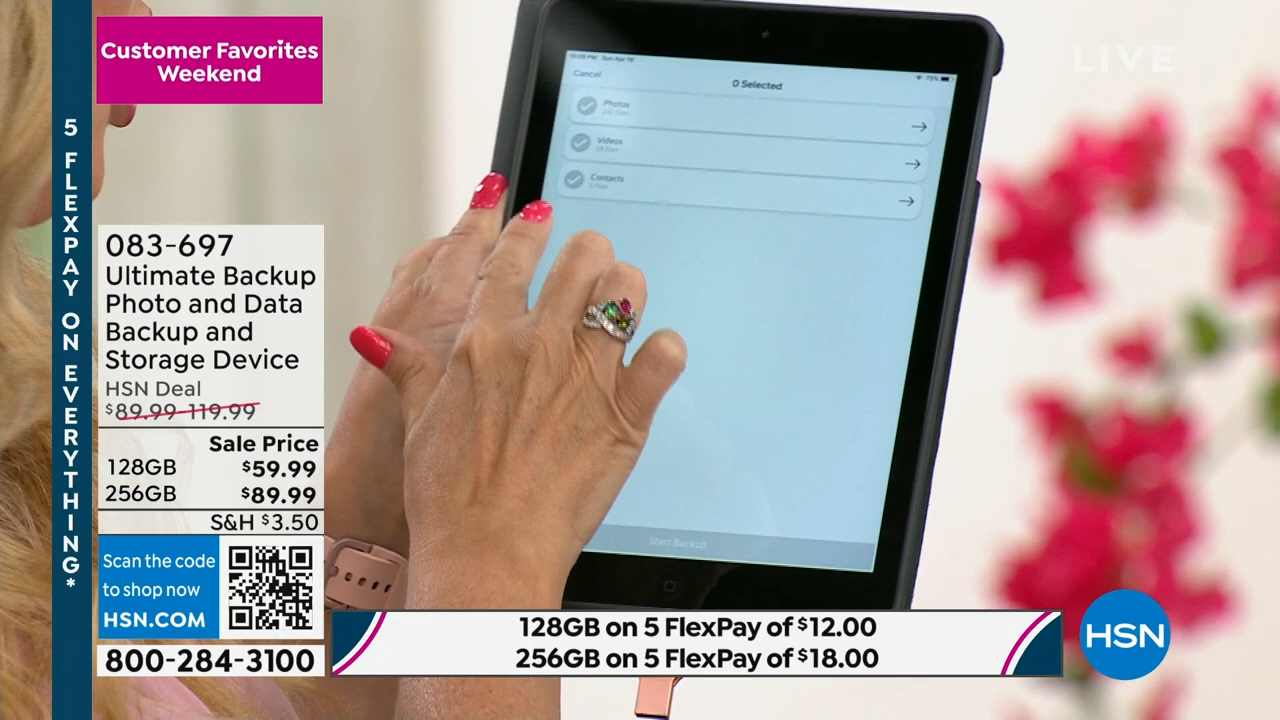 Customer Favorites
Weekend
LIVE
5 FLEXPAY ON EVERYTHING*
083-697
Ultimate Backup
Photo and Data
Backup and
Storage Device
HSN Deal
$89.99-119.99
Sale Price
128GB $59.99
256GB $89.99
S&H $3.50
Scan the code
to shop now
HSN.COM
800-284-3100
Cancel
0 Selected
75%
Photos
Videos
Contacts
Start Backup
128GB on 5 FlexPay of $12.00
256GB on 5 FlexPay of $18.00
HSN